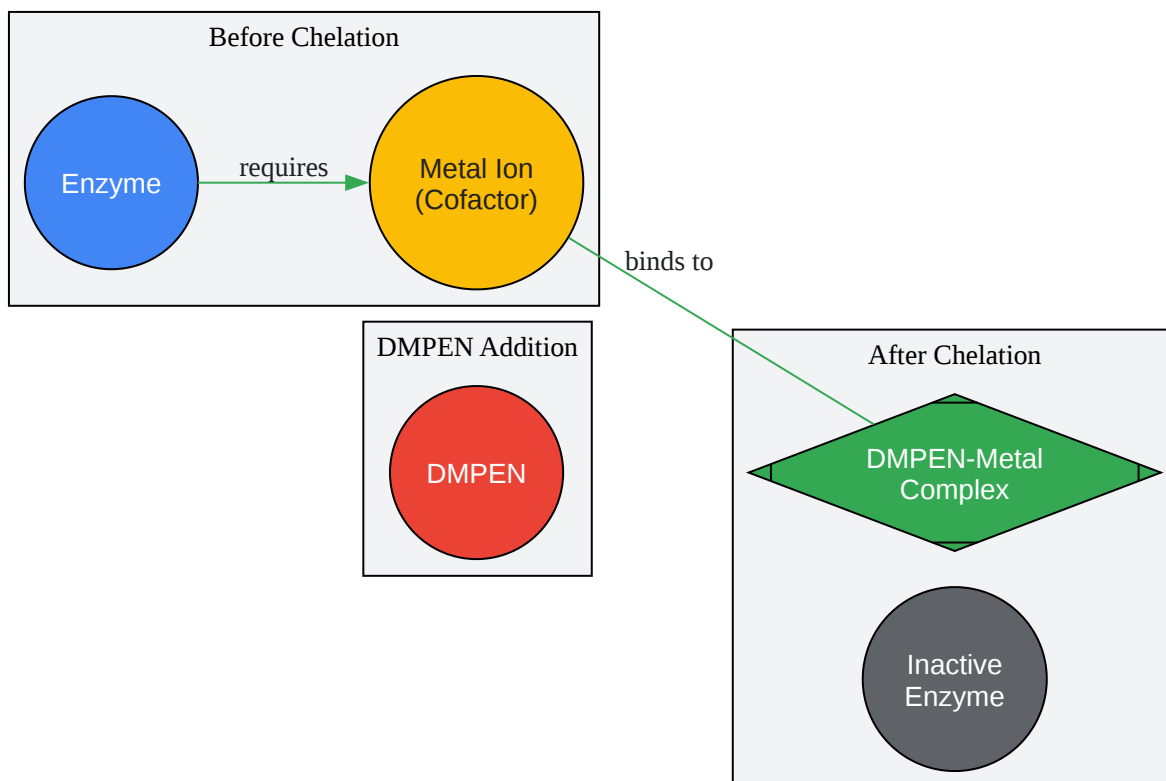 Before Chelation
Enzyme
requires
Metal Ion
(Cofactor)
binds to
DMPEN Addition
DMPEN
After Chelation
DMPEN-Metal
Complex
Inactive
Enzyme